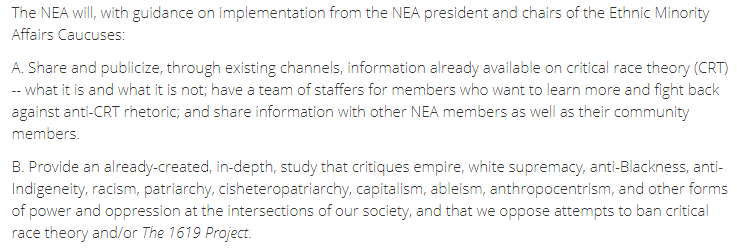 The NEA will, with guidance on implementation from the NEA president and chairs of the Ethnic Minority
Affairs Caucuses:
A. Share and publicize, through existing channels, information already available on critical race theory (CRT)
-- what it is and what it is not; have a team of staffers for members who want to learn more and fight back
against anti-CRT rhetoric; and share information with other NEA members as well as their community
members.
B. Provide an already-created, in-depth, study that critiques empire, white supremacy, anti-Blackness, anti-
Indigeneity, racism, patriarchy, cisheteropatriarchy, capitalism, ableism, anthropocentrism, and other forms
of power and oppression at the intersections of our society, and that we oppose attempts to ban critical
race theory and/or The 1619 Project.